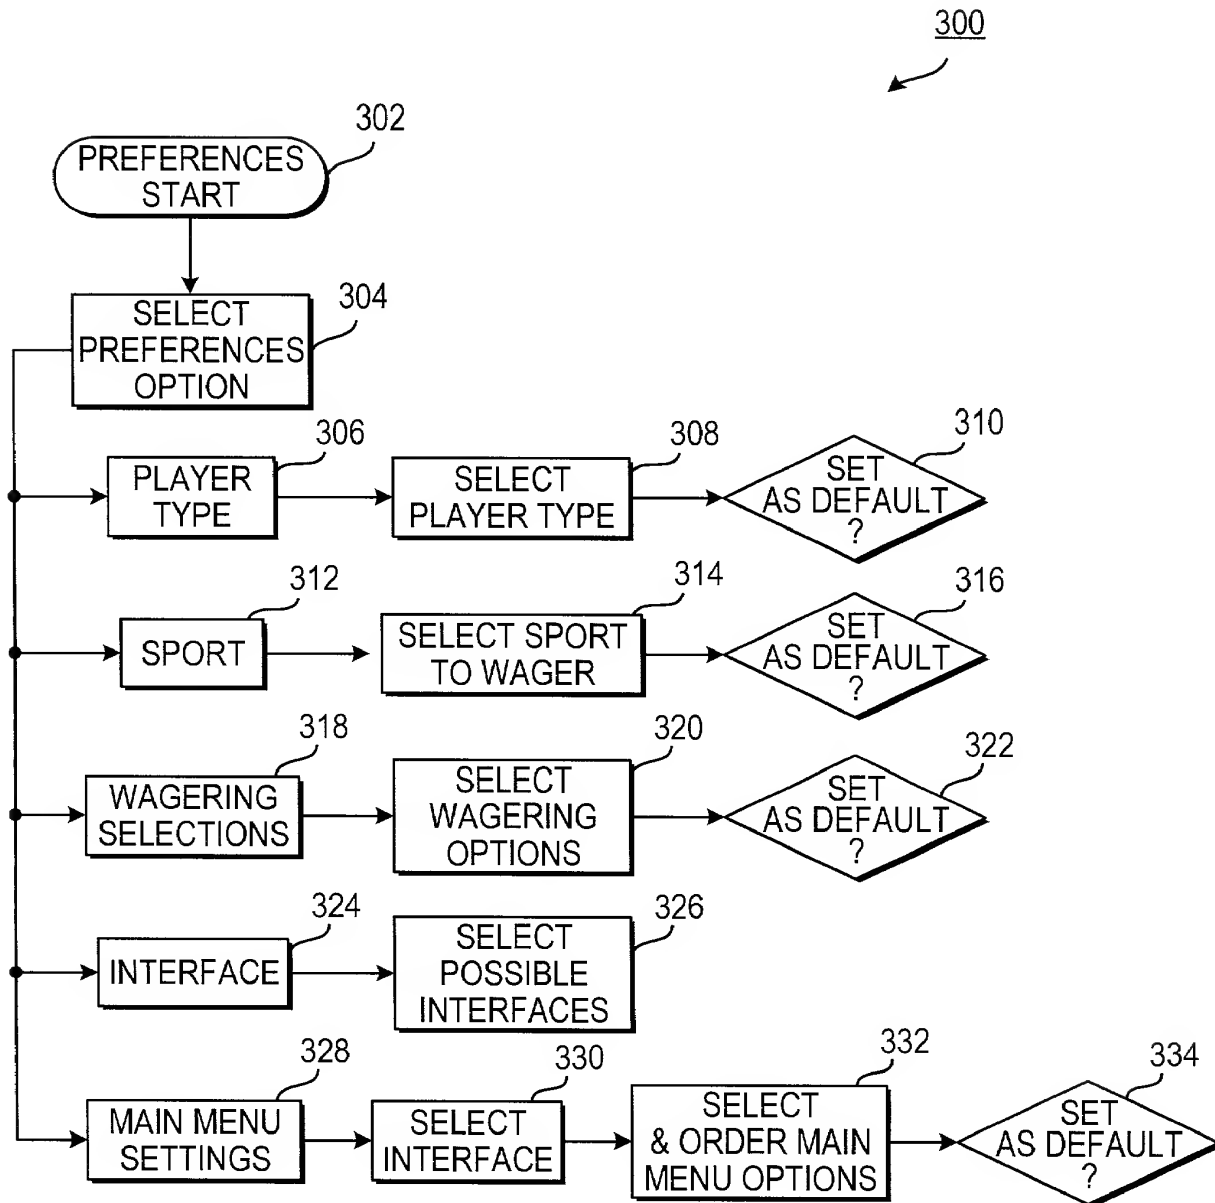 300
302
PREFERENCES
START
304
SELECT
PREFERENCES
OPTION
306
PLAYER
TYPE
308
SELECT
PLAYER TYPE
310
SET
AS DEFAULT
?
312
SPORT
314
SELECT SPORT
TO WAGER
316
SET
AS DEFAULT
?
318
WAGERING
SELECTIONS
320
SELECT
WAGERING
OPTIONS
322
SET
AS DEFAULT
?
324
INTERFACE
326
SELECT
POSSIBLE
INTERFACES
328
MAIN MENU
SETTINGS
330
SELECT
INTERFACE
332
SELECT
& ORDER MAIN
MENU OPTIONS
334
SET
AS DEFAULT
?